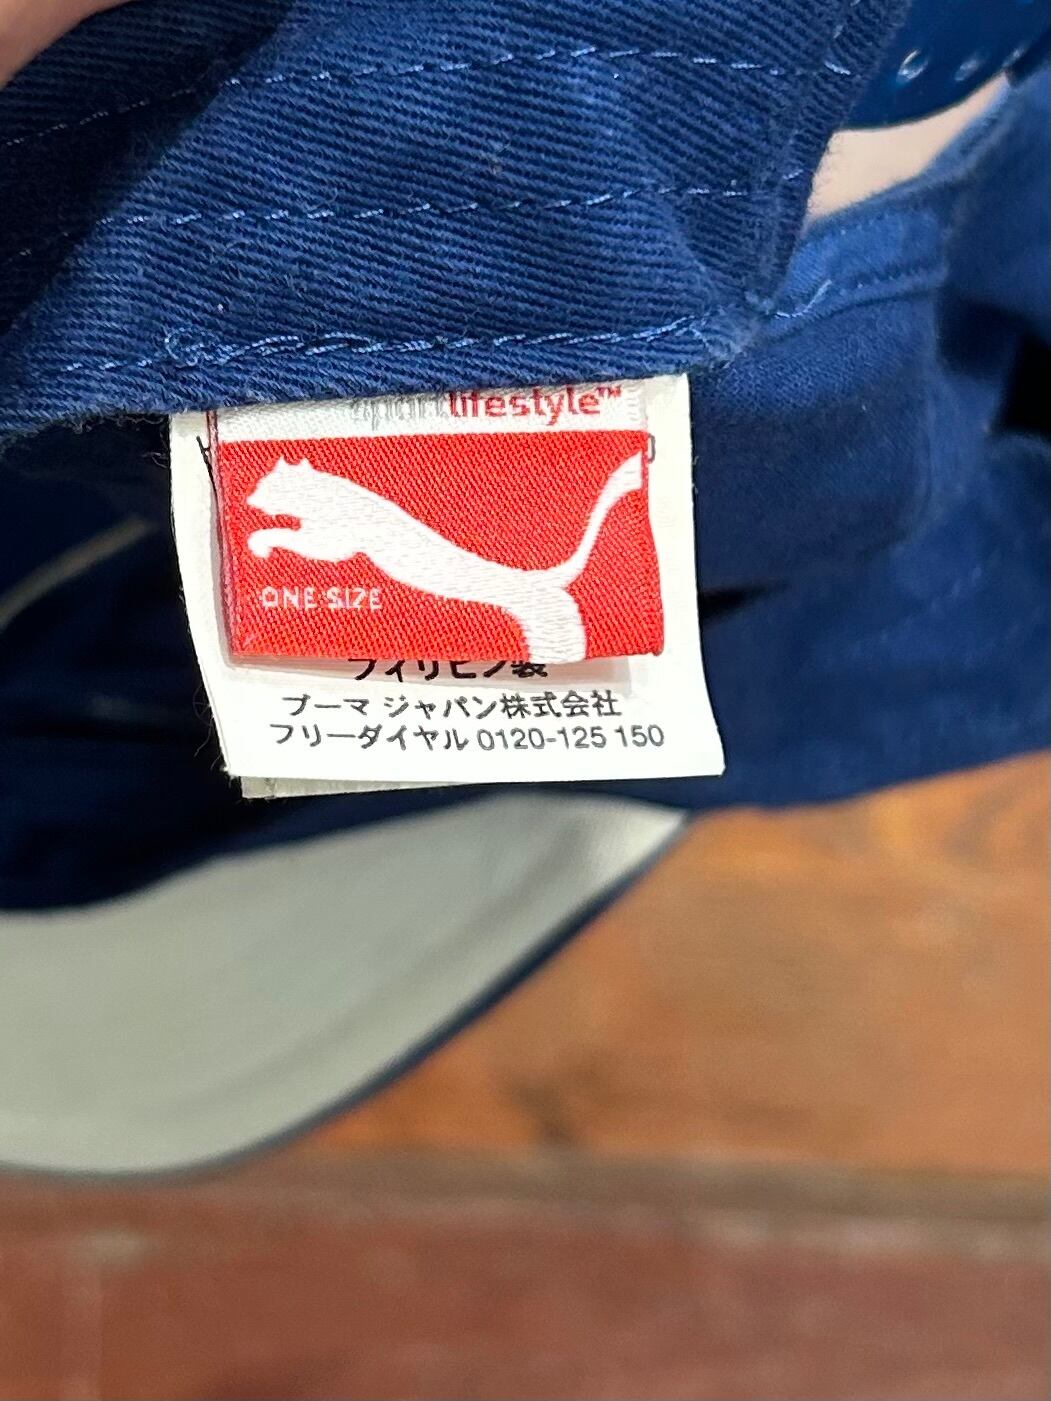 sportlifestyle™
ONE SIZE
フィリピン製
プーマ ジャパン株式会社
フリーダイヤル 0120-125 150